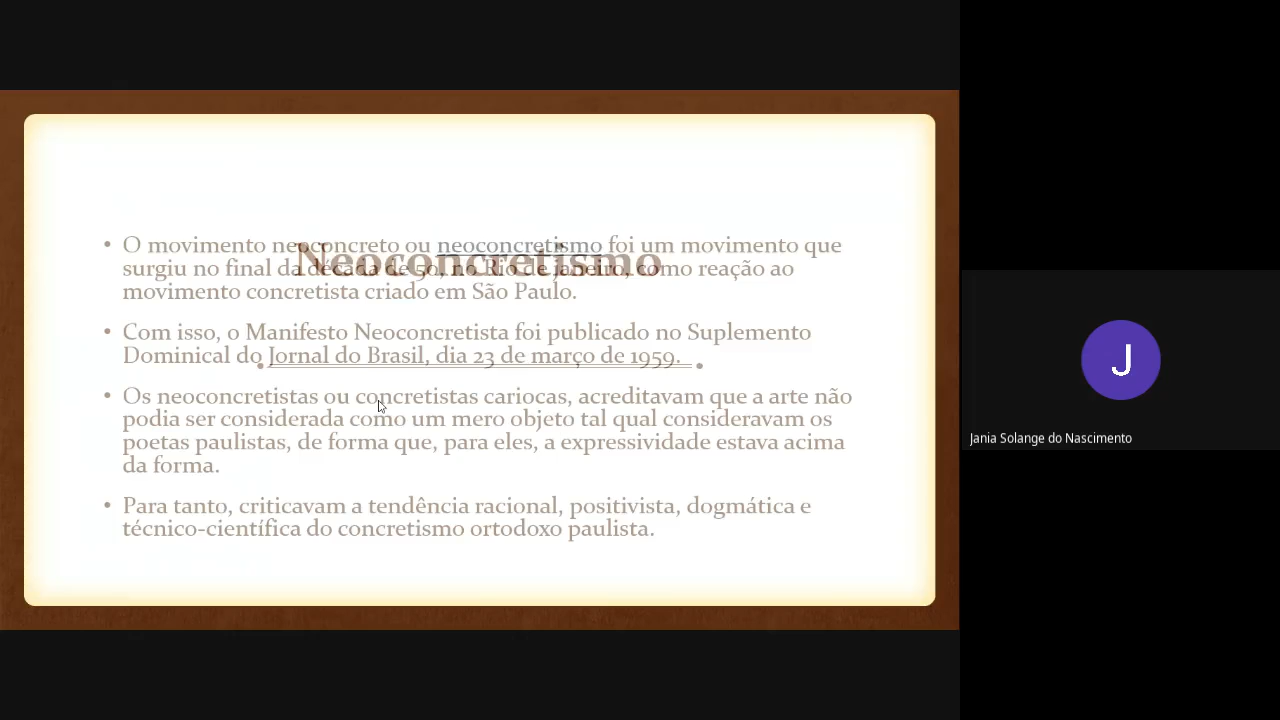 Neoconcretismo
• O movimento neoconcreto ou neoconcretismo foi um movimento que
surgiu no final da década de 50, no Rio de Janeiro, como reação ao
movimento concretista criado em São Paulo.
• Com isso, o Manifesto Neoconcretista foi publicado no Suplemento
Dominical do Jornal do Brasil, dia 23 de março de 1959.
• Os neoconcretistas ou concretistas cariocas, acreditavam que a arte não
podia ser considerada como um mero objeto tal qual consideravam os
poetas paulistas, de forma que, para eles, a expressividade estava acima
da forma.
• Para tanto, criticavam a tendência racional, positivista, dogmática e
técnico-científica do concretismo ortodoxo paulista.
J
Jania Solange do Nascimento